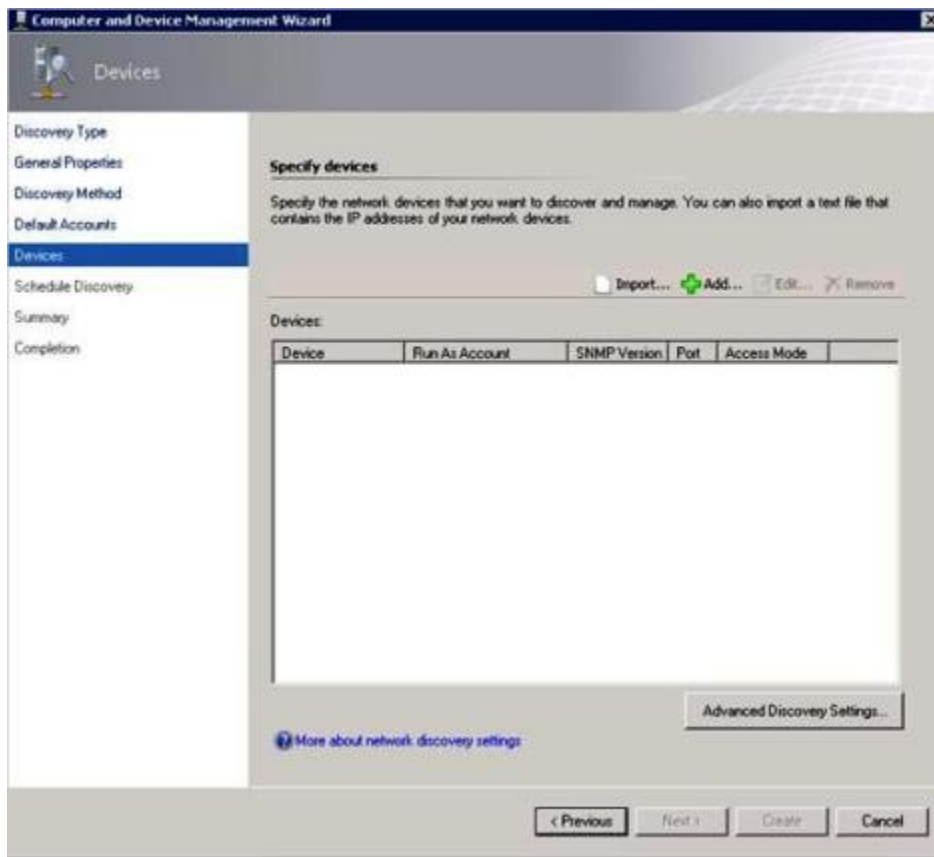 Computer and Device Management Wizard
Devices
Discovery Type
General Properties
Discovery Method
Default Accounts
Devices
Schedule Discovery
Summary
Completion
Specify devices
Specify the network devices that you want to discover and manage. You can also import a text file that
contains the IP addresses of your network devices.
Import... Add... Edit... Remove
Devices:
Device Run As Account SNMP Version Port Access Mode
Advanced Discovery Settings...
More about network discovery settings
< Previous Next > Create Cancel